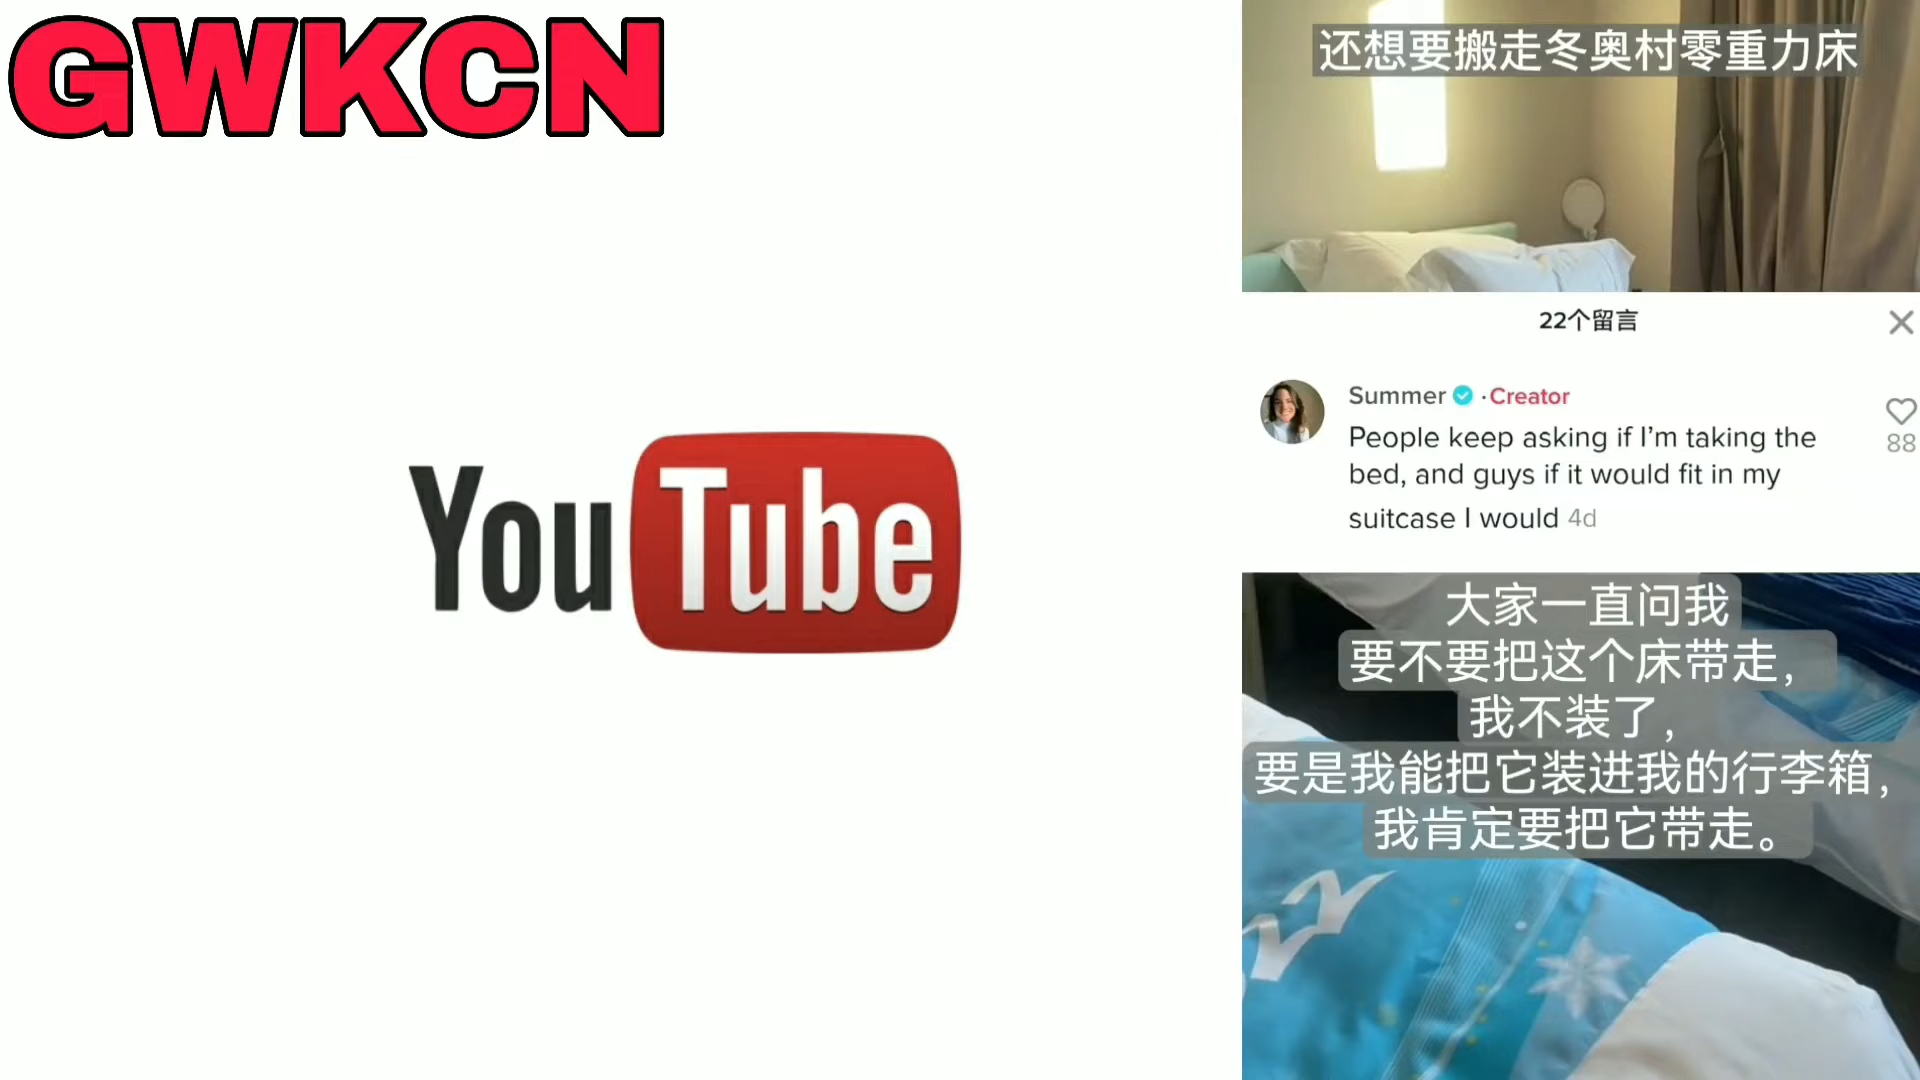 GWKCN
YouTube
还想要搬走冬奥村零重力床
22个留言
Summer · Creator
People keep asking if I'm taking the
bed, and guys if it would fit in my
suitcase I would 4d
88
大家一直问我
要不要把这个床带走，
我不装了，
要是我能把它装进我的行李箱，
我肯定要把它带走。